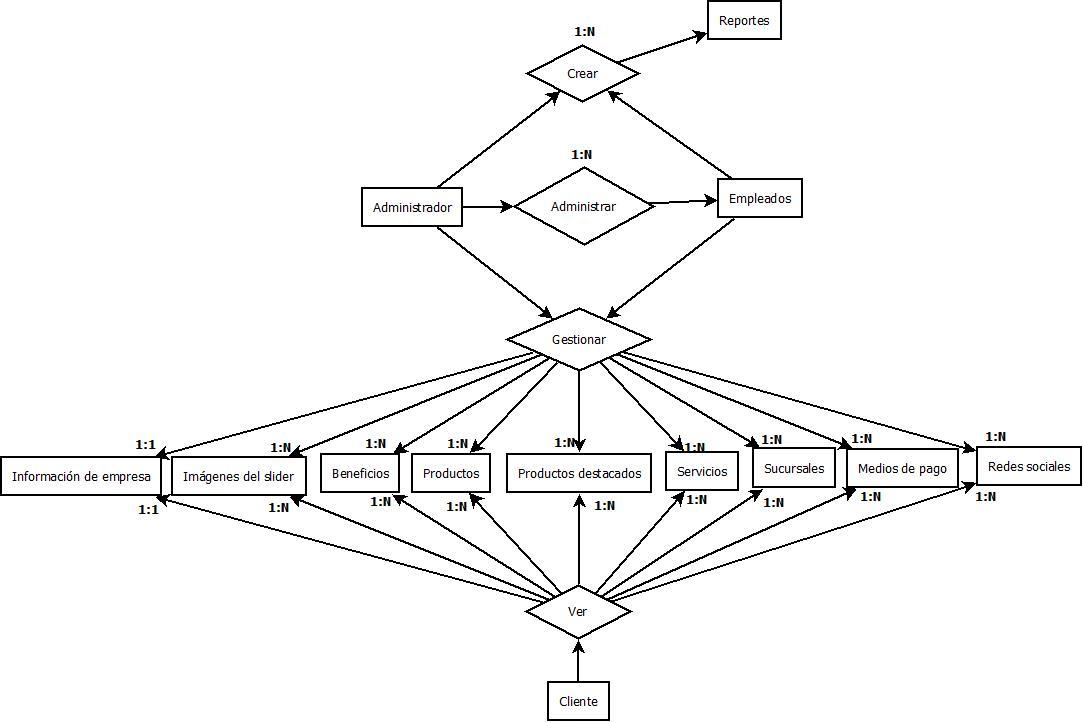 Reportes
1:N
Crear
1:N
Administrador
Administrar
Empleados
Gestionar
1:1
1:N
1:N
1:N
1:N
1:N
1:N
1:N
1:N
Información de empresa
Imágenes del slider
Beneficios
Productos
Productos destacados
Servicios
Sucursales
Medios de pago
Redes sociales
1:1
1:N
1:N
1:N
1:N
1:N
1:N
1:N
1:N
Ver
Cliente